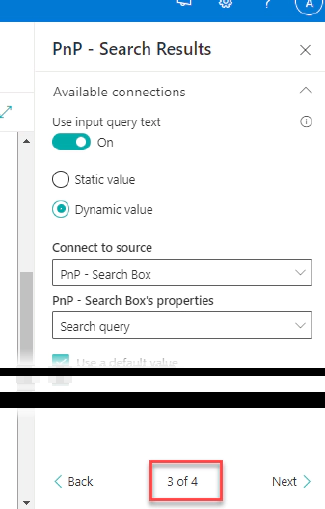 A
PnP - Search Results
Available connections
Use input query text
On
Static value
Dynamic value
Connect to source
PnP - Search Box
PnP - Search Box's properties
Search query
Use a default value
Back 3 of 4 Next